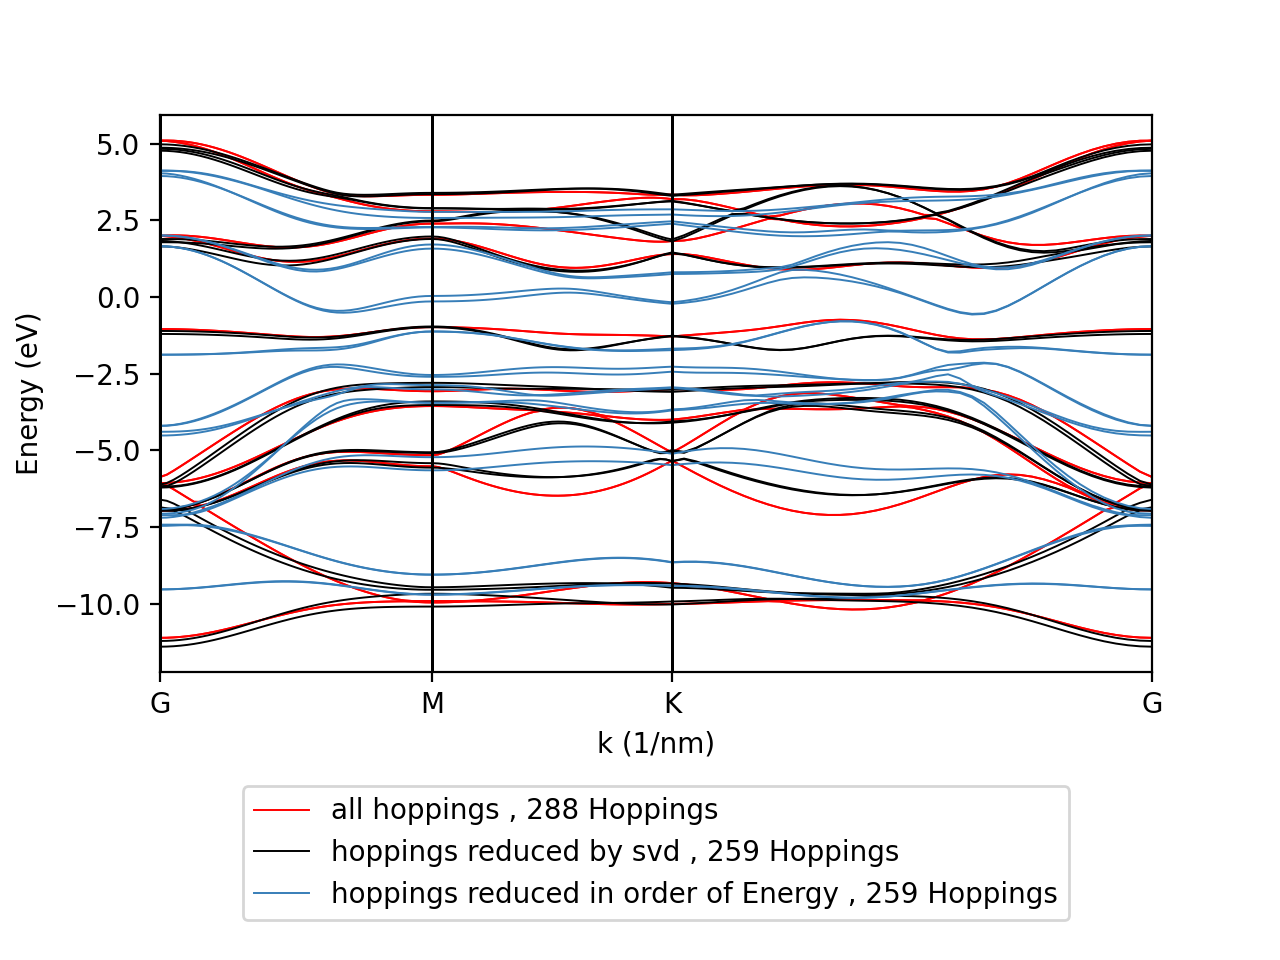 5.0
2.5
0.0
−2.5
−5.0
−7.5
−10.0
Energy (eV)
G M K G
k (1/nm)
all hoppings , 288 Hoppings
hoppings reduced by svd , 259 Hoppings
hoppings reduced in order of Energy , 259 Hoppings